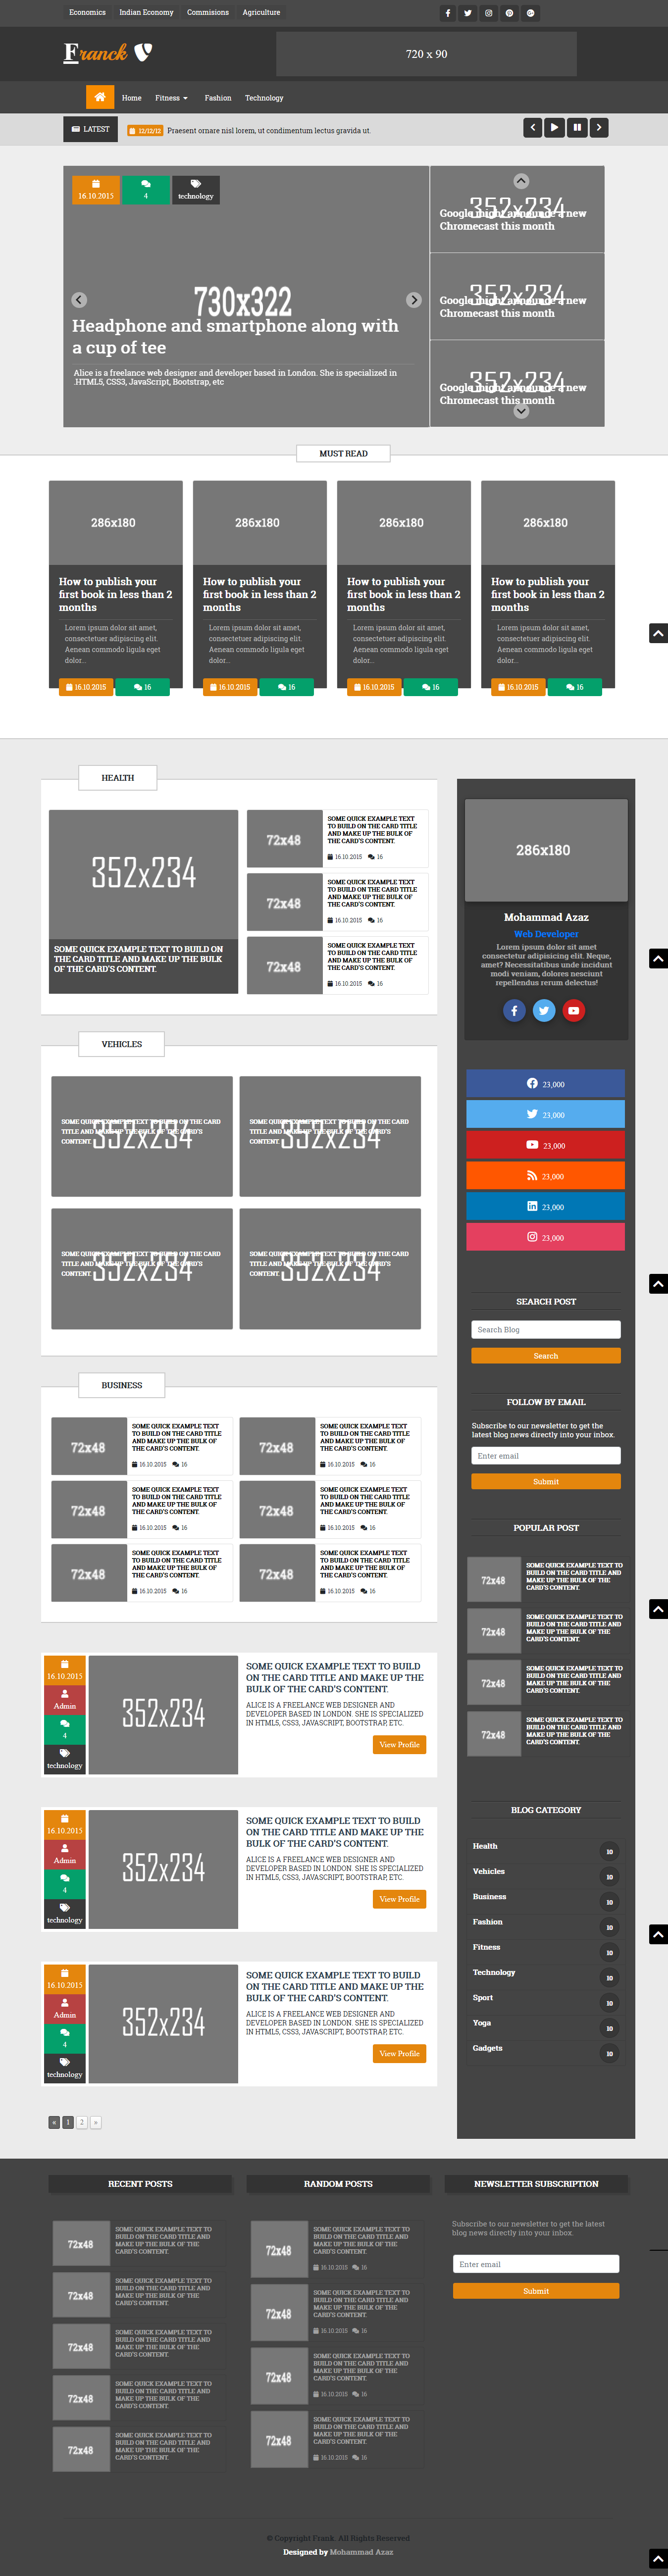 Economics Indian Economy Commisions Agriculture
Franck
720 x 90
Home Fitness Fashion Technology
LATEST 12/12/12 Praesent ornare nisl lorem, ut condimentum lectus gravida ut.
16.10.2015 4 technology
730x322
Headphone and smartphone along with
a cup of tee
Alice is a freelance web designer and developer based in London. She is specialized in
.HTML5, CSS3, JavaScript, Bootstrap, etc
352x234
Google might announce a new
Chromecast this month
352x234
Google might announce a new
Chromecast this month
352x234
Google might announce a new
Chromecast this month
MUST READ
286x180 286x180 286x180 286x180
How to publish your How to publish your How to publish your How to publish your
first book in less than 2 first book in less than 2 first book in less than 2 first book in less than 2
months months months months
Lorem ipsum dolor sit amet, Lorem ipsum dolor sit amet, Lorem ipsum dolor sit amet, Lorem ipsum dolor sit amet,
consectetuer adipiscing elit. consectetuer adipiscing elit. consectetuer adipiscing elit. consectetuer adipiscing elit.
Aenean commodo ligula eget Aenean commodo ligula eget Aenean commodo ligula eget Aenean commodo ligula eget
dolor... dolor... dolor... dolor...
16.10.2015 16 16.10.2015 16 16.10.2015 16 16.10.2015 16
HEALTH
352x234
SOME QUICK EXAMPLE TEXT TO BUILD ON
THE CARD TITLE AND MAKE UP THE BULK
OF THE CARD'S CONTENT.
72x48
SOME QUICK EXAMPLE TEXT
TO BUILD ON THE CARD TITLE
AND MAKE UP THE BULK OF
THE CARD'S CONTENT.
16.10.2015 16
72x48
SOME QUICK EXAMPLE TEXT
TO BUILD ON THE CARD TITLE
AND MAKE UP THE BULK OF
THE CARD'S CONTENT.
16.10.2015 16
72x48
SOME QUICK EXAMPLE TEXT
TO BUILD ON THE CARD TITLE
AND MAKE UP THE BULK OF
THE CARD'S CONTENT.
16.10.2015 16
VEHICLES
352x234
SOME QUICK EXAMPLE TEXT TO BUILD ON THE CARD
TITLE AND MAKE UP THE BULK OF THE CARD'S
CONTENT.
352x234
SOME QUICK EXAMPLE TEXT TO BUILD ON THE CARD
TITLE AND MAKE UP THE BULK OF THE CARD'S
CONTENT.
352x234
SOME QUICK EXAMPLE TEXT TO BUILD ON THE CARD
TITLE AND MAKE UP THE BULK OF THE CARD'S
CONTENT.
352x234
SOME QUICK EXAMPLE TEXT TO BUILD ON THE CARD
TITLE AND MAKE UP THE BULK OF THE CARD'S
CONTENT.
BUSINESS
72x48 72x48
SOME QUICK EXAMPLE TEXT SOME QUICK EXAMPLE TEXT
TO BUILD ON THE CARD TITLE TO BUILD ON THE CARD TITLE
AND MAKE UP THE BULK OF AND MAKE UP THE BULK OF
THE CARD'S CONTENT. THE CARD'S CONTENT.
16.10.2015 16 16.10.2015 16
72x48 72x48
SOME QUICK EXAMPLE TEXT SOME QUICK EXAMPLE TEXT
TO BUILD ON THE CARD TITLE TO BUILD ON THE CARD TITLE
AND MAKE UP THE BULK OF AND MAKE UP THE BULK OF
THE CARD'S CONTENT. THE CARD'S CONTENT.
16.10.2015 16 16.10.2015 16
72x48 72x48
SOME QUICK EXAMPLE TEXT SOME QUICK EXAMPLE TEXT
TO BUILD ON THE CARD TITLE TO BUILD ON THE CARD TITLE
AND MAKE UP THE BULK OF AND MAKE UP THE BULK OF
THE CARD'S CONTENT. THE CARD'S CONTENT.
16.10.2015 16 16.10.2015 16
16.10.2015
Admin
4
technology
352x234
SOME QUICK EXAMPLE TEXT TO BUILD
ON THE CARD TITLE AND MAKE UP THE
BULK OF THE CARD'S CONTENT.
ALICE IS A FREELANCE WEB DESIGNER AND
DEVELOPER BASED IN LONDON. SHE IS SPECIALIZED
IN HTML5, CSS3, JAVASCRIPT, BOOTSTRAP, ETC.
View Profile
16.10.2015
Admin
4
technology
352x234
SOME QUICK EXAMPLE TEXT TO BUILD
ON THE CARD TITLE AND MAKE UP THE
BULK OF THE CARD'S CONTENT.
ALICE IS A FREELANCE WEB DESIGNER AND
DEVELOPER BASED IN LONDON. SHE IS SPECIALIZED
IN HTML5, CSS3, JAVASCRIPT, BOOTSTRAP, ETC.
View Profile
16.10.2015
Admin
4
technology
352x234
SOME QUICK EXAMPLE TEXT TO BUILD
ON THE CARD TITLE AND MAKE UP THE
BULK OF THE CARD'S CONTENT.
ALICE IS A FREELANCE WEB DESIGNER AND
DEVELOPER BASED IN LONDON. SHE IS SPECIALIZED
IN HTML5, CSS3, JAVASCRIPT, BOOTSTRAP, ETC.
View Profile
« 1 2 »
286x180
Mohammad Azaz
Web Developer
Lorem ipsum dolor sit amet
consectetur adipisicing elit. Neque,
amet? Necessitatibus unde incidunt
modi veniam, dolores nesciunt
repellendus rerum delectus!
23,000
23,000
23,000
23,000
23,000
23,000
SEARCH POST
Search Blog
Search
FOLLOW BY EMAIL
Subscribe to our newsletter to get the
latest blog news directly into your inbox.
Enter email
Submit
POPULAR POST
72x48
SOME QUICK EXAMPLE TEXT TO
BUILD ON THE CARD TITLE AND
MAKE UP THE BULK OF THE
CARD'S CONTENT.
72x48
SOME QUICK EXAMPLE TEXT TO
BUILD ON THE CARD TITLE AND
MAKE UP THE BULK OF THE
CARD'S CONTENT.
72x48
SOME QUICK EXAMPLE TEXT TO
BUILD ON THE CARD TITLE AND
MAKE UP THE BULK OF THE
CARD'S CONTENT.
72x48
SOME QUICK EXAMPLE TEXT TO
BUILD ON THE CARD TITLE AND
MAKE UP THE BULK OF THE
CARD'S CONTENT.
BLOG CATEGORY
Health 10
Vehicles 10
Business 10
Fashion 10
Fitness 10
Technology 10
Sport 10
Yoga 10
Gadgets 10
RECENT POSTS
72x48
SOME QUICK EXAMPLE TEXT TO
BUILD ON THE CARD TITLE AND
MAKE UP THE BULK OF THE
CARD'S CONTENT.
72x48
SOME QUICK EXAMPLE TEXT TO
BUILD ON THE CARD TITLE AND
MAKE UP THE BULK OF THE
CARD'S CONTENT.
72x48
SOME QUICK EXAMPLE TEXT TO
BUILD ON THE CARD TITLE AND
MAKE UP THE BULK OF THE
CARD'S CONTENT.
72x48
SOME QUICK EXAMPLE TEXT TO
BUILD ON THE CARD TITLE AND
MAKE UP THE BULK OF THE
CARD'S CONTENT.
72x48
SOME QUICK EXAMPLE TEXT TO
BUILD ON THE CARD TITLE AND
MAKE UP THE BULK OF THE
CARD'S CONTENT.
RANDOM POSTS
72x48
SOME QUICK EXAMPLE TEXT TO
BUILD ON THE CARD TITLE AND
MAKE UP THE BULK OF THE
CARD'S CONTENT.
16.10.2015 16
72x48
SOME QUICK EXAMPLE TEXT TO
BUILD ON THE CARD TITLE AND
MAKE UP THE BULK OF THE
CARD'S CONTENT.
16.10.2015 16
72x48
SOME QUICK EXAMPLE TEXT TO
BUILD ON THE CARD TITLE AND
MAKE UP THE BULK OF THE
CARD'S CONTENT.
16.10.2015 16
72x48
SOME QUICK EXAMPLE TEXT TO
BUILD ON THE CARD TITLE AND
MAKE UP THE BULK OF THE
CARD'S CONTENT.
16.10.2015 16
NEWSLETTER SUBSCRIPTION
Subscribe to our newsletter to get the latest
blog news directly into your inbox.
Enter email
Submit
© Copyright Frank. All Rights Reserved
Designed by Mohammad Azaz